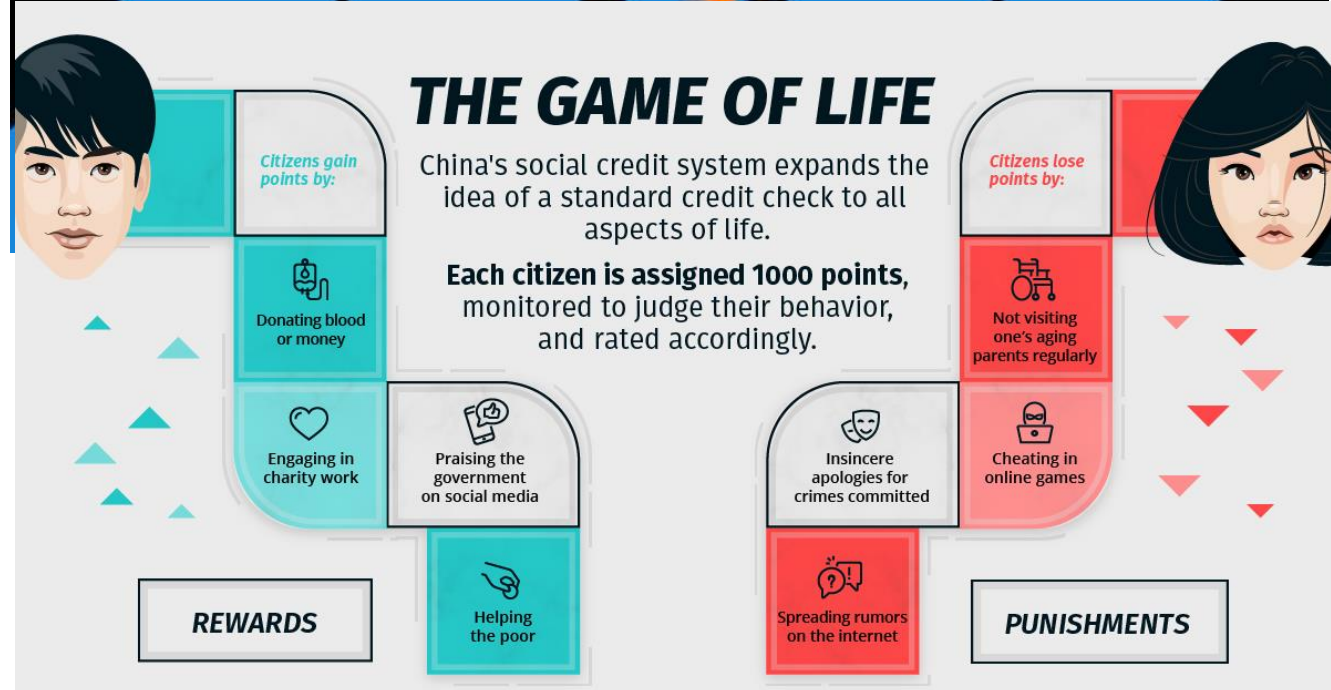 THE GAME OF LIFE
China's social credit system expands the
idea of a standard credit check to all
aspects of life.
Each citizen is assigned 1000 points,
monitored to judge their behavior,
and rated accordingly.
Citizens gain
points by:
Donating blood
or money
Engaging in
charity work
Praising the
government
on social media
Helping
the poor
REWARDS
Citizens lose
points by:
Not visiting
one's aging
parents regularly
Cheating in
online games
Insincere
apologies for
crimes committed
Spreading rumors
on the internet
PUNISHMENTS